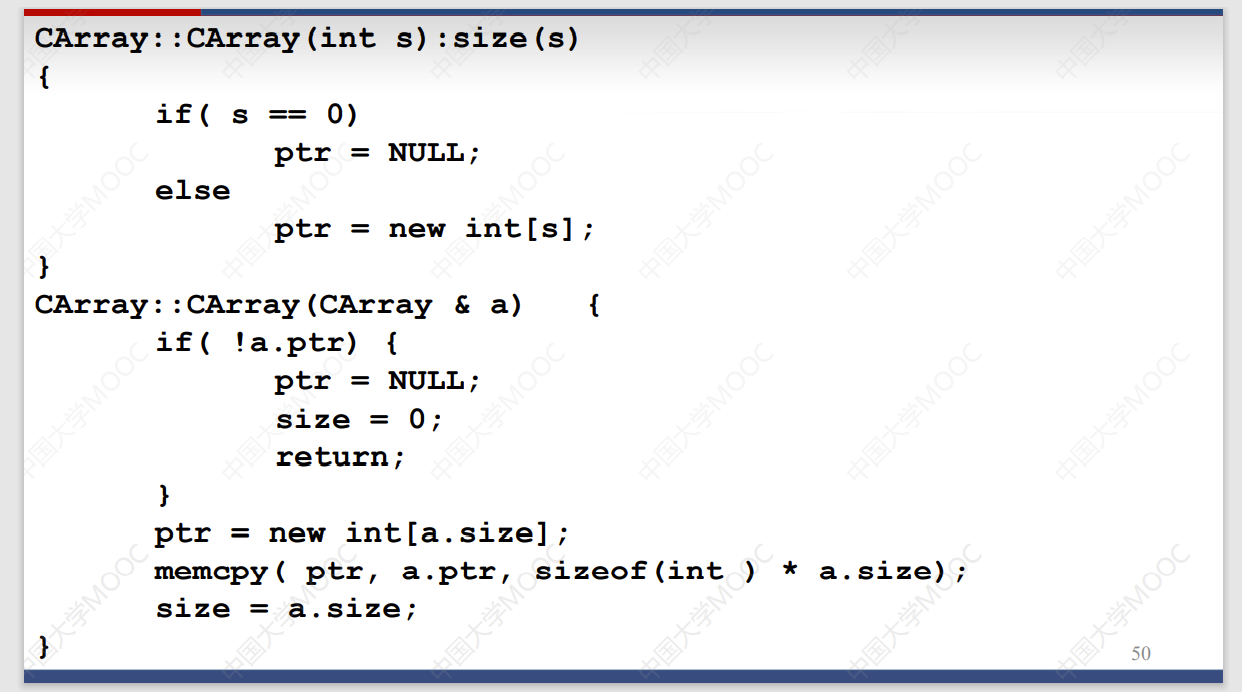 CArray::CArray(int s):size(s)
{
if( s == 0)
ptr = NULL;
else
ptr = new int[s];
}
CArray::CArray(CArray & a) {
if( !a.ptr) {
ptr = NULL;
size = 0;
return;
}
ptr = new int[a.size];
memcpy( ptr, a.ptr, sizeof(int ) * a.size);
size = a.size;
}
50
中国大学MOOC